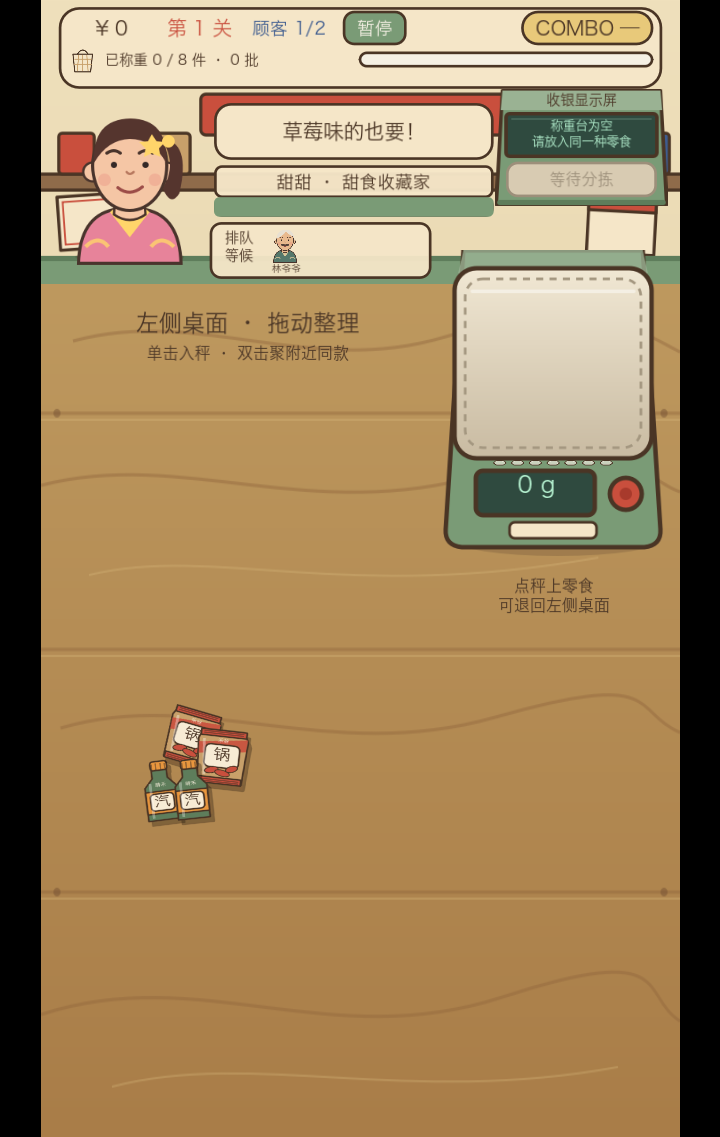 ¥0 第1关 顾客 1/2 暂停 COMBO —
已称重 0/8 件 · 0 批
收银显示屏
称重台为空
请放入同一种零食
等待分拣
草莓味的也要!
甜甜 · 甜食收藏家
排队
等候
林爷爷
左侧桌面 · 拖动整理
单击入秤 · 双击聚附近同款
0 g
点秤上零食
可退回左侧桌面
锅
锅
汽
汽